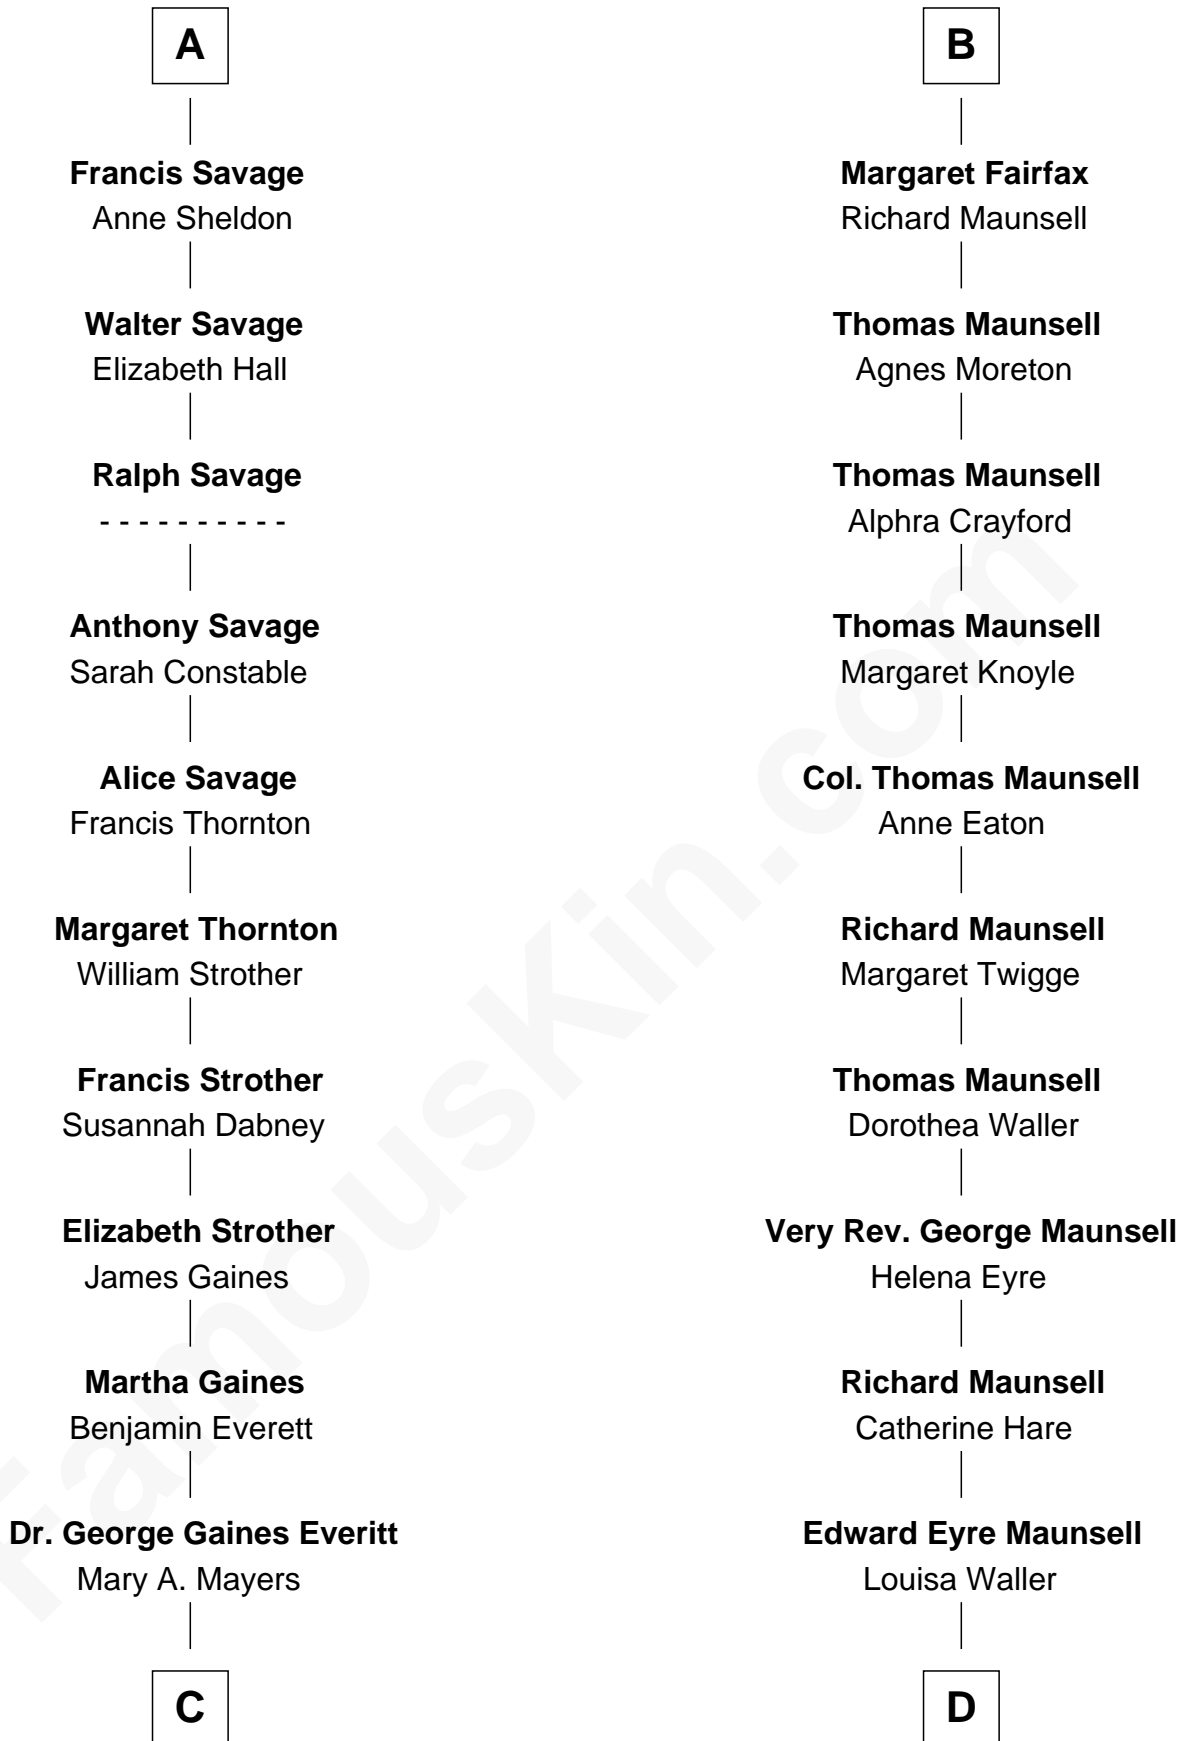 A
Francis Savage
Anne Sheldon
Walter Savage
Elizabeth Hall
Ralph Savage
- - - - - - - - - -
Anthony Savage
Sarah Constable
Alice Savage
Francis Thornton
Margaret Thornton
William Strother
Francis Strother
Susannah Dabney
Elizabeth Strother
James Gaines
Martha Gaines
Benjamin Everett
Dr. George Gaines Everitt
Mary A. Mayers
C
B
Margaret Fairfax
Richard Maunsell
Thomas Maunsell
Agnes Moreton
Thomas Maunsell
Alphra Crayford
Thomas Maunsell
Margaret Knoyle
Col. Thomas Maunsell
Anne Eaton
Richard Maunsell
Margaret Twigge
Thomas Maunsell
Dorothea Waller
Very Rev. George Maunsell
Helena Eyre
Richard Maunsell
Catherine Hare
Edward Eyre Maunsell
Louisa Waller
D
FamousKin.com